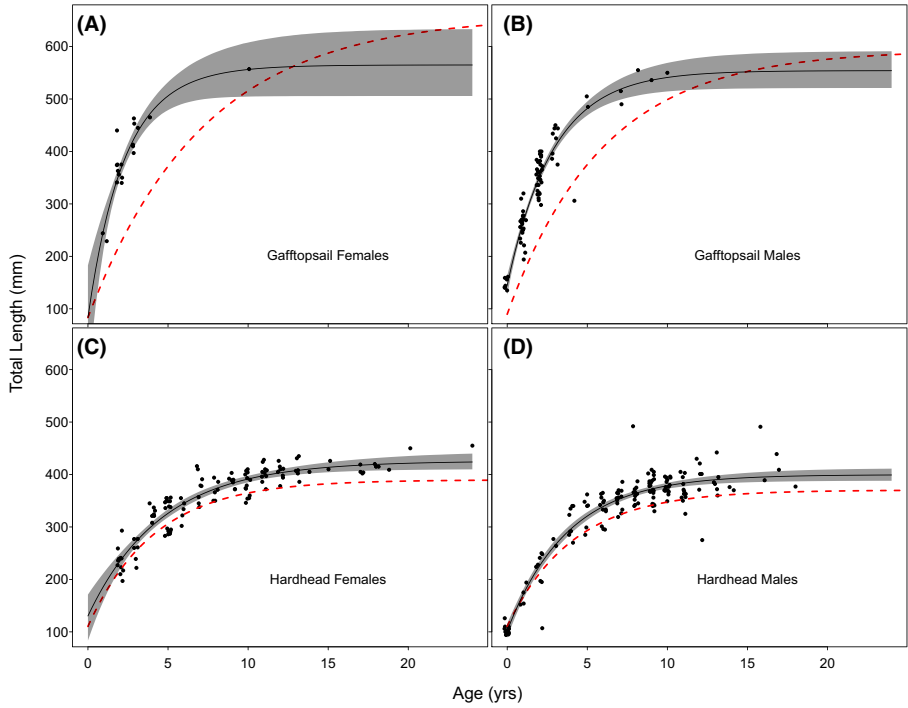 (A)
(B)
600
500
400
300
200
100
Gafftopsail Females
Gafftopsail Males
Total Length (mm)
(C)
(D)
600
500
400
300
200
100
Hardhead Females
Hardhead Males
0 5 10 15 20
0 5 10 15 20
Age (yrs)